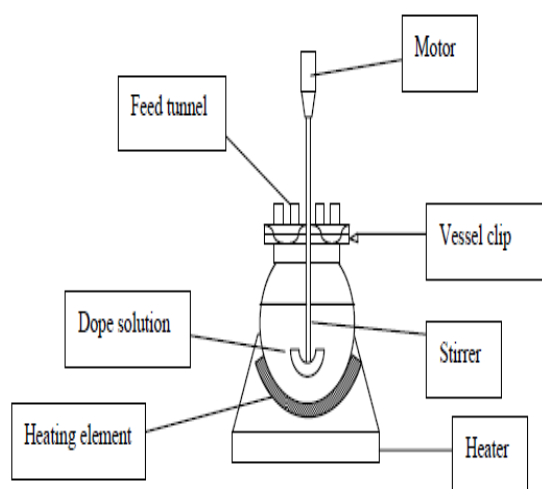 Motor
Feed tunnel
Vessel clip
Dope solution
Stirrer
Heating element
Heater